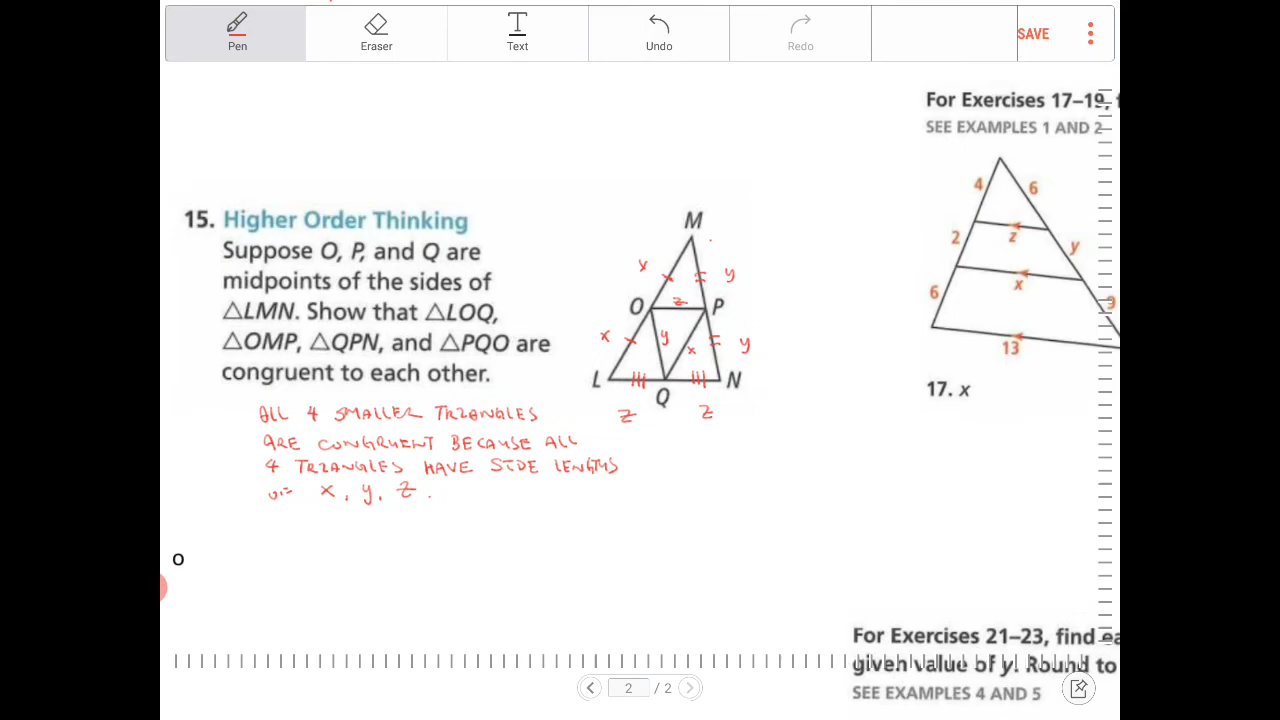 Pen
Eraser
Text
Undo
Redo
SAVE
For Exercises 17–19,
SEE EXAMPLES 1 AND 2
15. Higher Order Thinking
Suppose O, P, and Q are
midpoints of the sides of
△LMN. Show that △LOQ,
△OMP, △QPN, and △PQO are
congruent to each other.
M
x
y
O
z
P
x
y
x
y
L
N
Q
z
z
4
6
2
z
y
x
6
9
13
17. x
ALL 4 SMALLER TRIANGLES
ARE CONGRUENT BECAUSE ALL
4 TRIANGLES HAVE SIDE LENGTHS
OF x, y, z.
O
For Exercises 21–23, find ea
given value of y. Round to
SEE EXAMPLES 4 AND 5
2 / 2